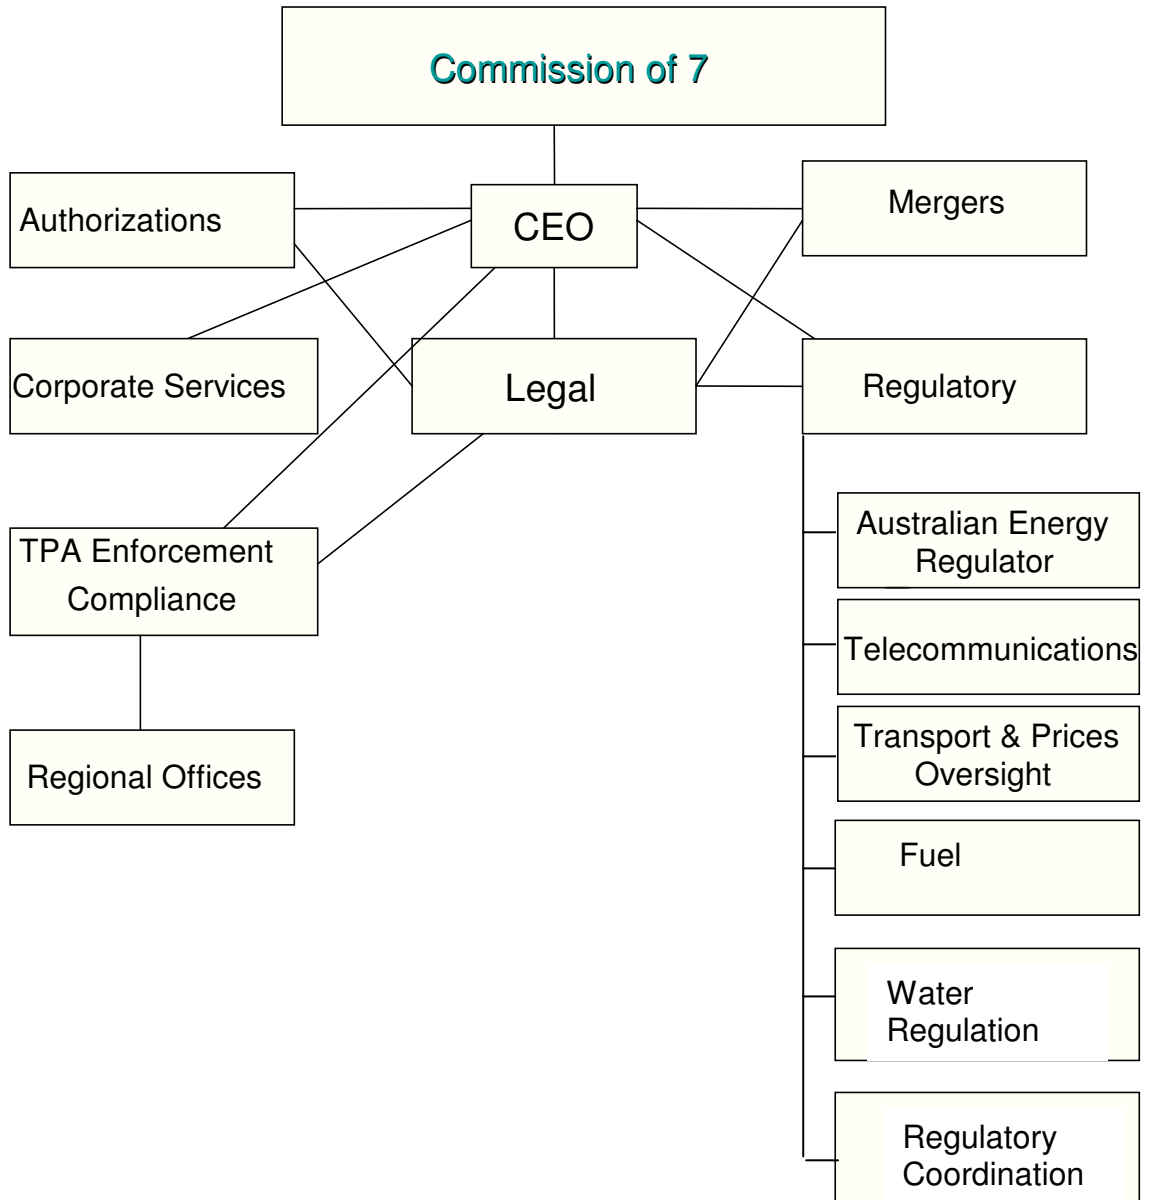 Commission of 7
Authorizations
CEO
Mergers
Corporate Services
Legal
Regulatory
TPA Enforcement
Compliance
Regional Offices
Australian Energy
Regulator
Telecommunications
Transport & Prices
Oversight
Fuel
Water
Regulation
Regulatory
Coordination